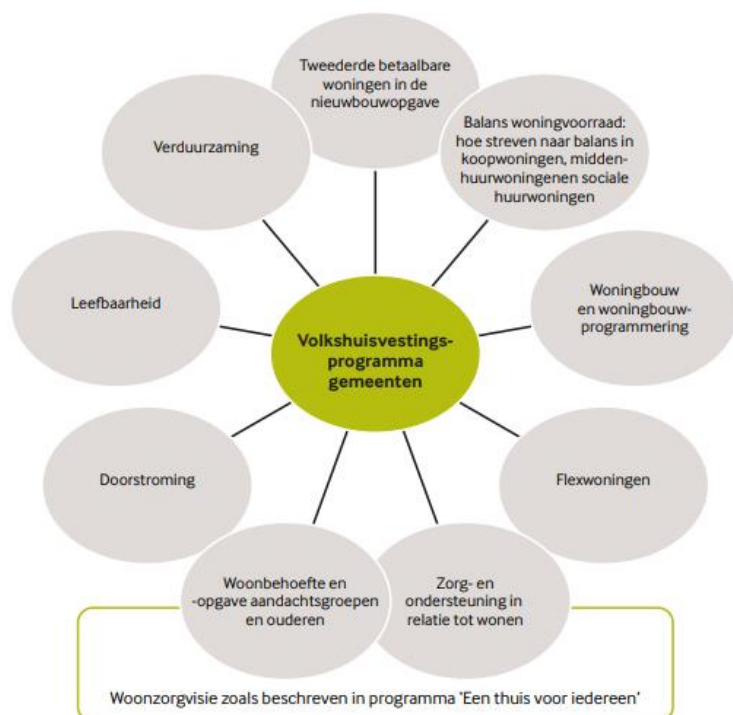 Tweederde betaalbare
woningen in de
nieuwbouwopgave
Balans woningvoorraad:
hoe streven naar balans in
koopwoningen, midden-
huurwoningenen sociale
huurwoningen
Verduurzaming
Leefbaarheid
Woningbouw
en woningbouw-
programmering
Volkshuisvestings-
programma
gemeenten
Doorstroming
Flexwoningen
Woonbehoefte en
-opgave aandachtsgroepen
en ouderen
Zorg- en
ondersteuning in
relatie tot wonen
Woonzorgvisie zoals beschreven in programma 'Een thuis voor iedereen'